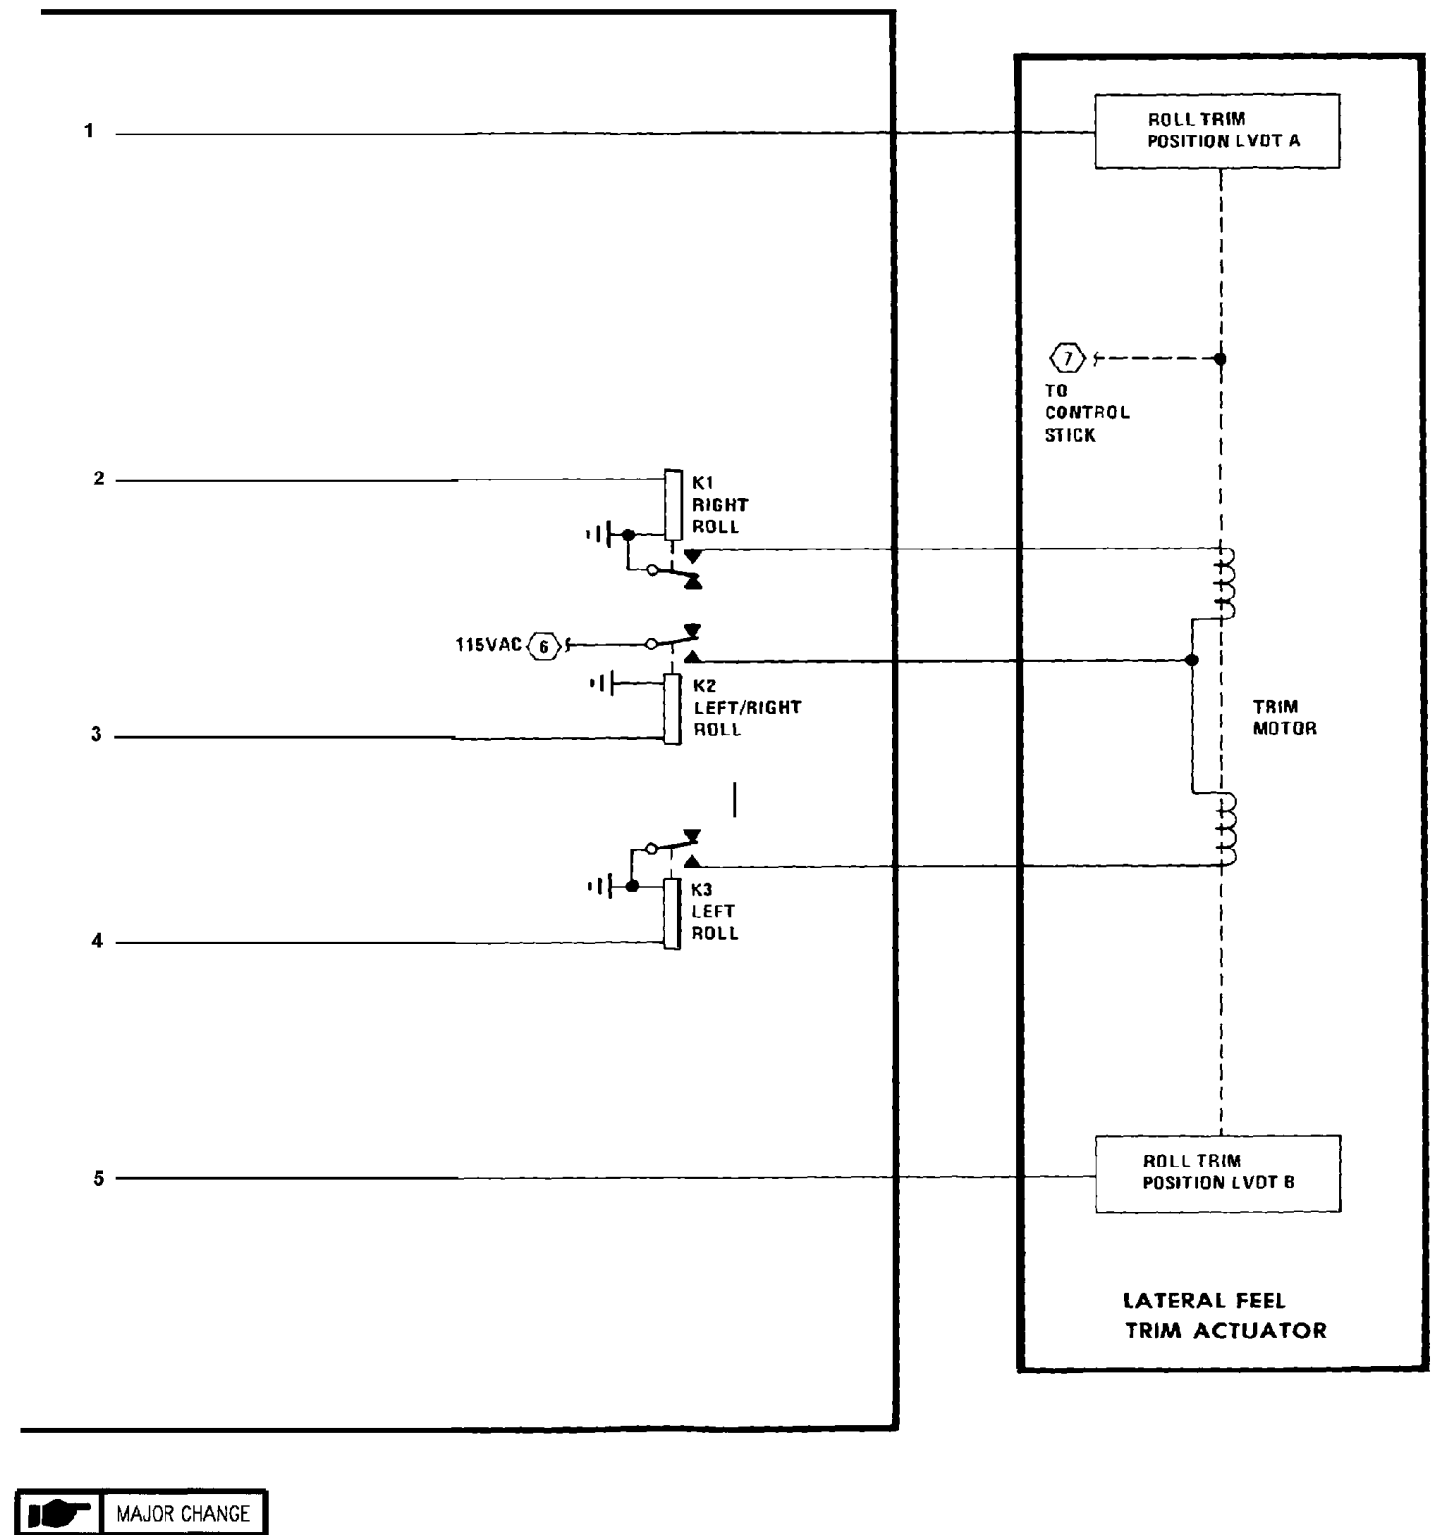 1
ROLL TRIM
POSITION LVDT A
7
TO
CONTROL
STICK
2
K1
RIGHT
ROLL
115VAC 6
K2
LEFT/RIGHT
ROLL
3
TRIM
MOTOR
K3
LEFT
ROLL
4
5
ROLL TRIM
POSITION LVDT B
LATERAL FEEL
TRIM ACTUATOR
MAJOR CHANGE